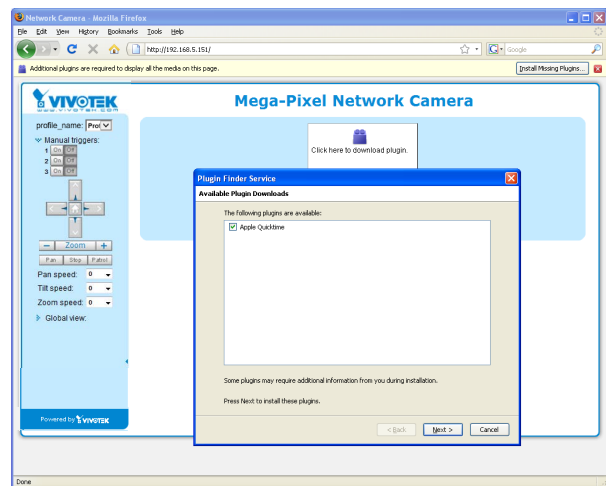 Network Camera - Mozilla Firefox
File Edit View History Bookmarks Tools Help
http://192.168.5.151/
Google
Additional plugins are required to display all the media on this page.
Install Missing Plugins...
VIVOTEK
Mega-Pixel Network Camera
profile_name: Prof
Manual triggers:
1 On Off
2 On Off
3 On Off
Zoom
Pan Stop Patrol
Pan speed: 0
Tilt speed: 0
Zoom speed: 0
Global view:
Powered by VIVOTEK
Click here to download plugin.
Plugin Finder Service
Available Plugin Downloads
The following plugins are available:
Apple Quicktime
Some plugins may require additional information from you during installation.
Press Next to install these plugins.
< Back Next > Cancel
Done